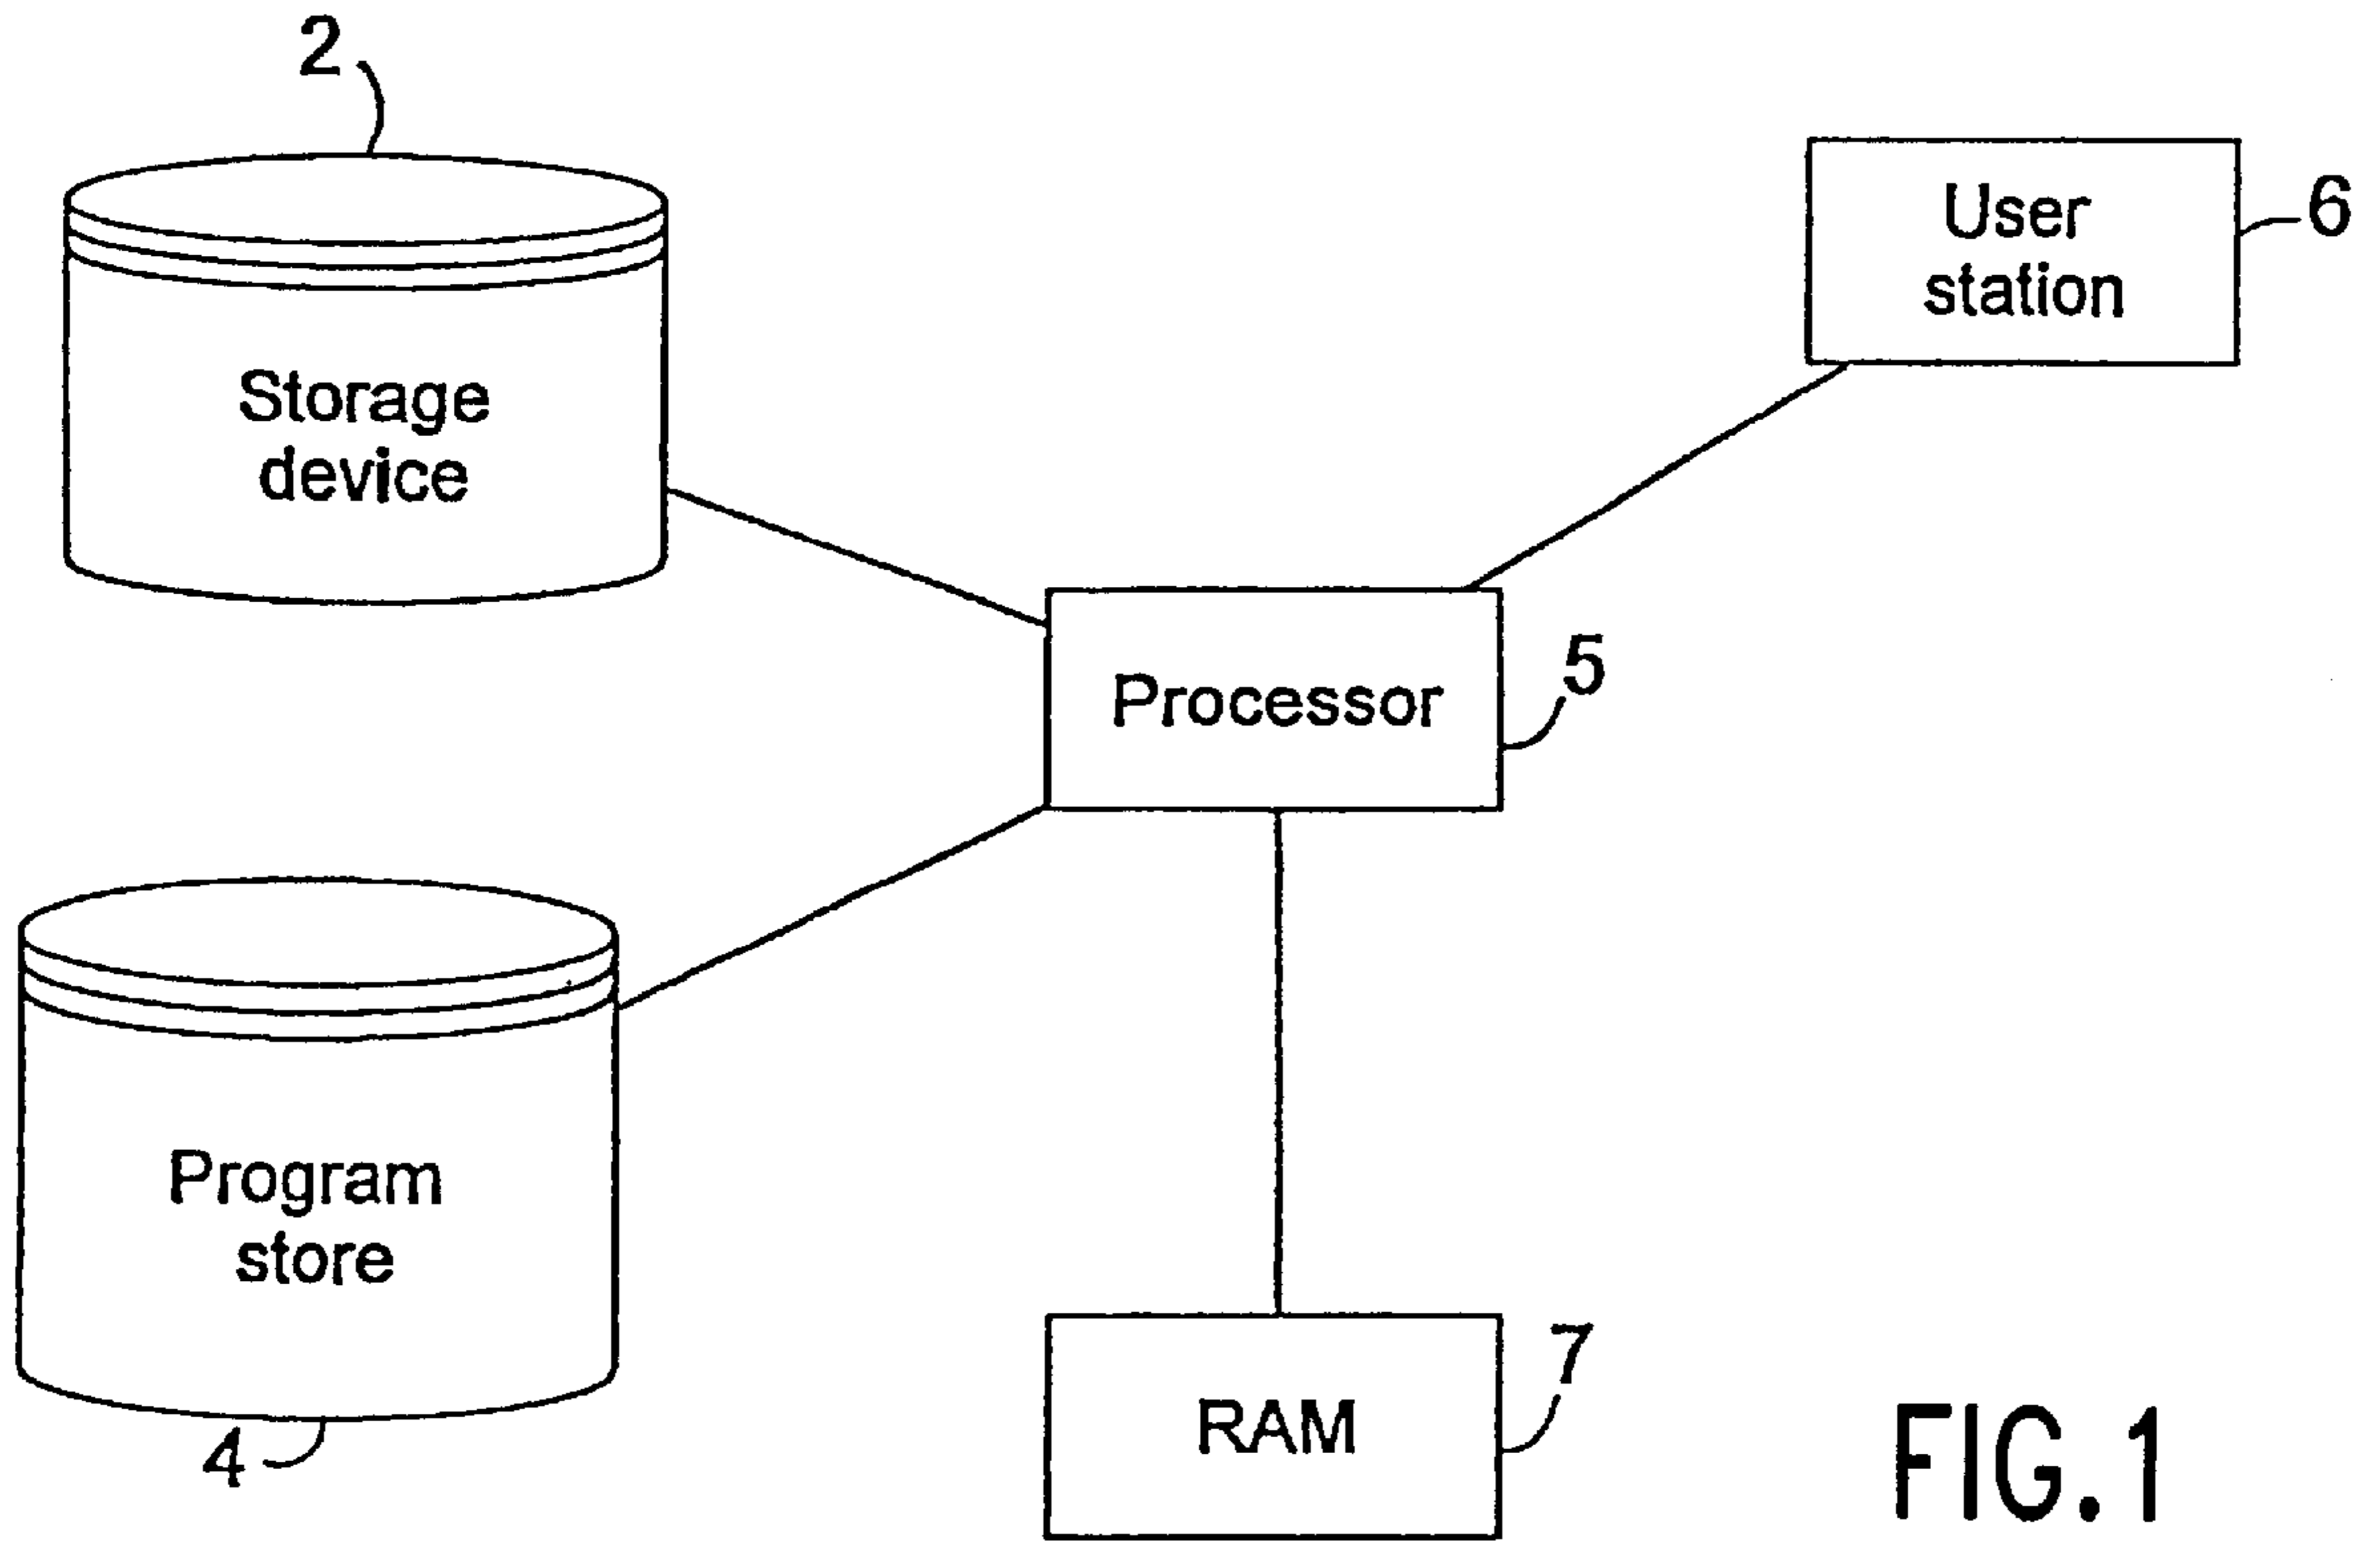 2
Storage
device
User
station
6
Processor
5
Program
store
4
RAM
7
FIG.1